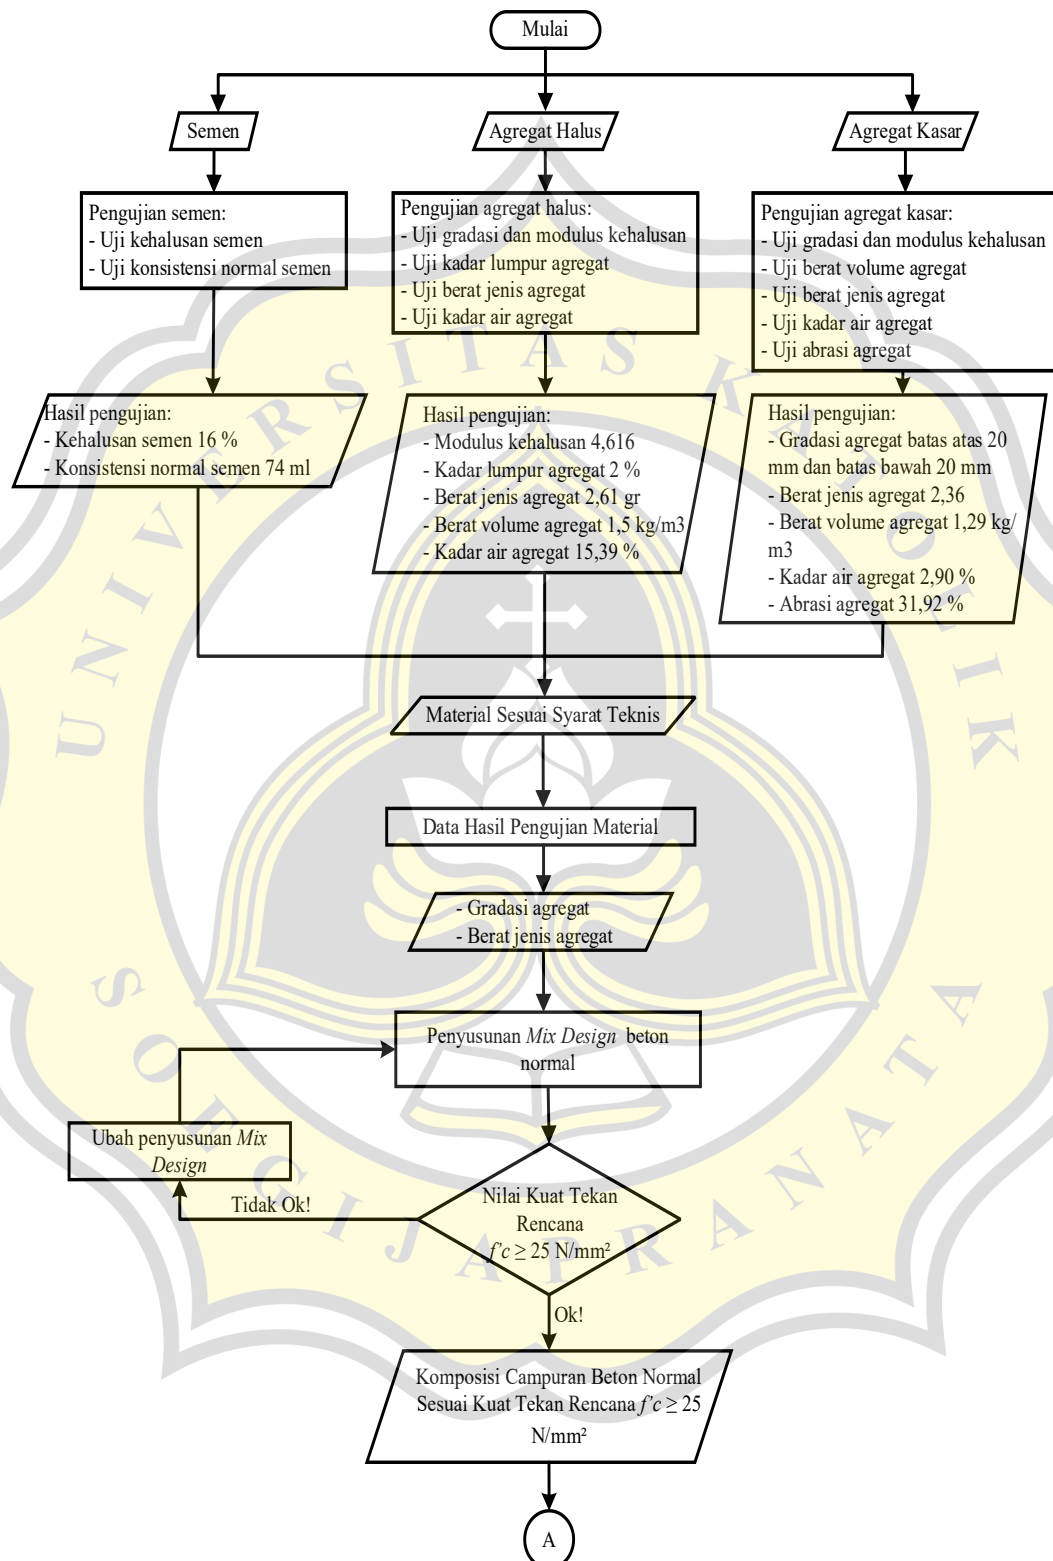 Mulai
Semen
Agregat Halus
Agregat Kasar
Pengujian semen:
- Uji kehalusan semen
- Uji konsistensi normal semen
Pengujian agregat halus:
- Uji gradasi dan modulus kehalusan
- Uji kadar lumpur agregat
- Uji berat jenis agregat
- Uji kadar air agregat
Pengujian agregat kasar:
- Uji gradasi dan modulus kehalusan
- Uji berat volume agregat
- Uji berat jenis agregat
- Uji kadar air agregat
- Uji abrasi agregat
Hasil pengujian:
- Kehalusan semen 16 %
- Konsistensi normal semen 74 ml
Hasil pengujian:
- Modulus kehalusan 4,616
- Kadar lumpur agregat 2 %
- Berat jenis agregat 2,61 gr
- Berat volume agregat 1,5 kg/m3
- Kadar air agregat 15,39 %
Hasil pengujian:
- Gradasi agregat batas atas 20
mm dan batas bawah 20 mm
- Berat jenis agregat 2,36
- Berat volume agregat 1,29 kg/
m3
- Kadar air agregat 2,90 %
- Abrasi agregat 31,92 %
Material Sesuai Syarat Teknis
Data Hasil Pengujian Material
- Gradasi agregat
- Berat jenis agregat
Penyusunan Mix Design beton
normal
Ubah penyusunan Mix
Design
Tidak Ok!
Nilai Kuat Tekan
Rencana
f'c ≥ 25 N/mm²
Ok!
Komposisi Campuran Beton Normal
Sesuai Kuat Tekan Rencana f'c ≥ 25
N/mm²
A
UNIVERSITAS KATOLIK
SOEGIJAPRANATA